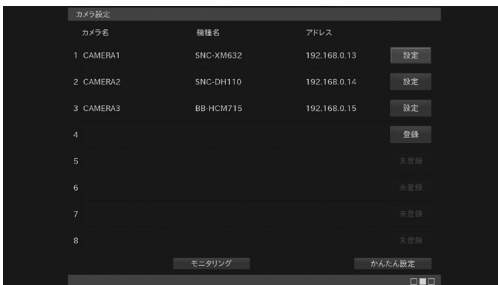 カメラ設定
カメラ名 機種名 アドレス
1 CAMERA1 SNC-XM632 192.168.0.13 設定
2 CAMERA2 SNC-DH110 192.168.0.14 設定
3 CAMERA3 BB-HCM715 192.168.0.15 設定
4 登録
5 未登録
6 未登録
7 未登録
8 未登録
モニタリング かんたん設定